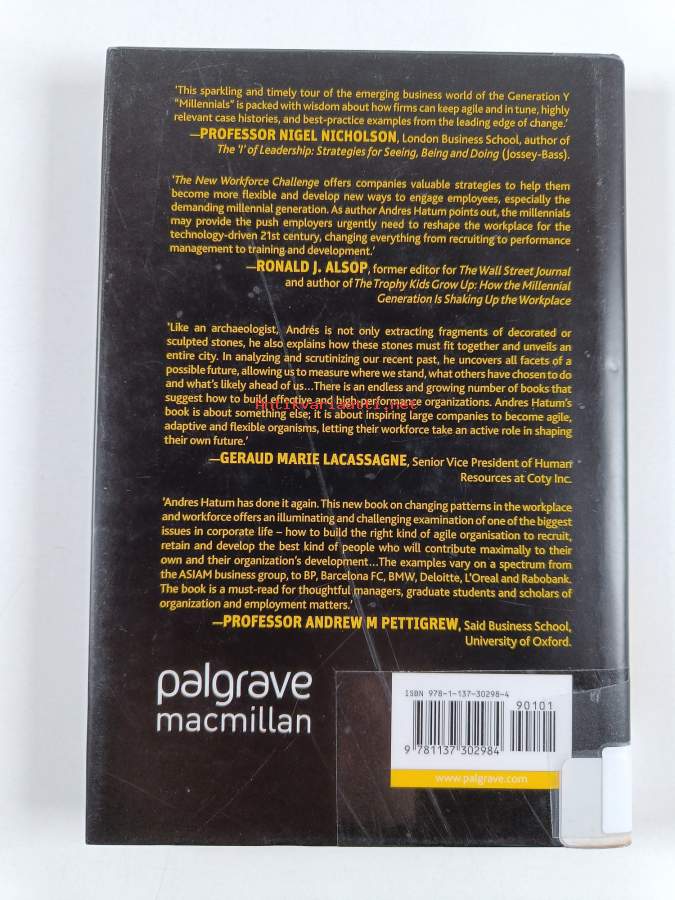 'This sparkling and timely tour of the emerging business world of the Generation Y
"Millennials" is packed with wisdom about how firms can keep agile and in tune, highly
relevant case histories, and best-practice examples from the leading edge of change.'
—PROFESSOR NIGEL NICHOLSON, London Business School, author of
The 'I' of Leadership: Strategies for Seeing, Being and Doing (Jossey-Bass).
'The New Workforce Challenge offers companies valuable strategies to help them
become more flexible and develop new ways to engage employees, especially the
demanding millennial generation. As author Andres Hatum points out, the millennials
may provide the push employers urgently need to reshape the workplace for the
technology-driven 21st century, changing everything from recruiting to performance
management to training and development.'
—RONALD J. ALSOP, former editor for The Wall Street Journal
and author of The Trophy Kids Grow Up: How the Millennial
Generation Is Shaking Up the Workplace
'Like an archaeologist, Andrés is not only extracting fragments of decorated or
sculpted stones, he also explains how these stones must fit together and unveils an
entire city. In analyzing and scrutinizing our recent past, he uncovers all facets of a
possible future, allowing us to measure where we stand, what others have chosen to do
and what's likely ahead of us...There is an endless and growing number of books that
suggest how to build effective and high-performance organizations. Andres Hatum's
Antikvariaatti.net
book is about something else; it is about inspiring large companies to become agile,
adaptive and flexible organisms, letting their workforce take an active role in shaping
their own future.'
—GERAUD MARIE LACASSAGNE, Senior Vice President of Human
Resources at Coty Inc.
'Andres Hatum has done it again. This new book on changing patterns in the workplace
and workforce offers an illuminating and challenging examination of one of the biggest
issues in corporate life – how to build the right kind of agile organisation to recruit,
retain and develop the best kind of people who will contribute maximally to their
own and their organization's development...The examples vary on a spectrum from
the ASIAM business group, to BP, Barcelona FC, BMW, Deloitte, L'Oreal and Rabobank.
The book is a must-read for thoughtful managers, graduate students and scholars of
organization and employment matters.'
—PROFESSOR ANDREW M PETTIGREW, Said Business School,
University of Oxford.
palgrave
macmillan
ISBN 978-1-137-30298-4
90101
9 781137 302984
www.palgrave.com